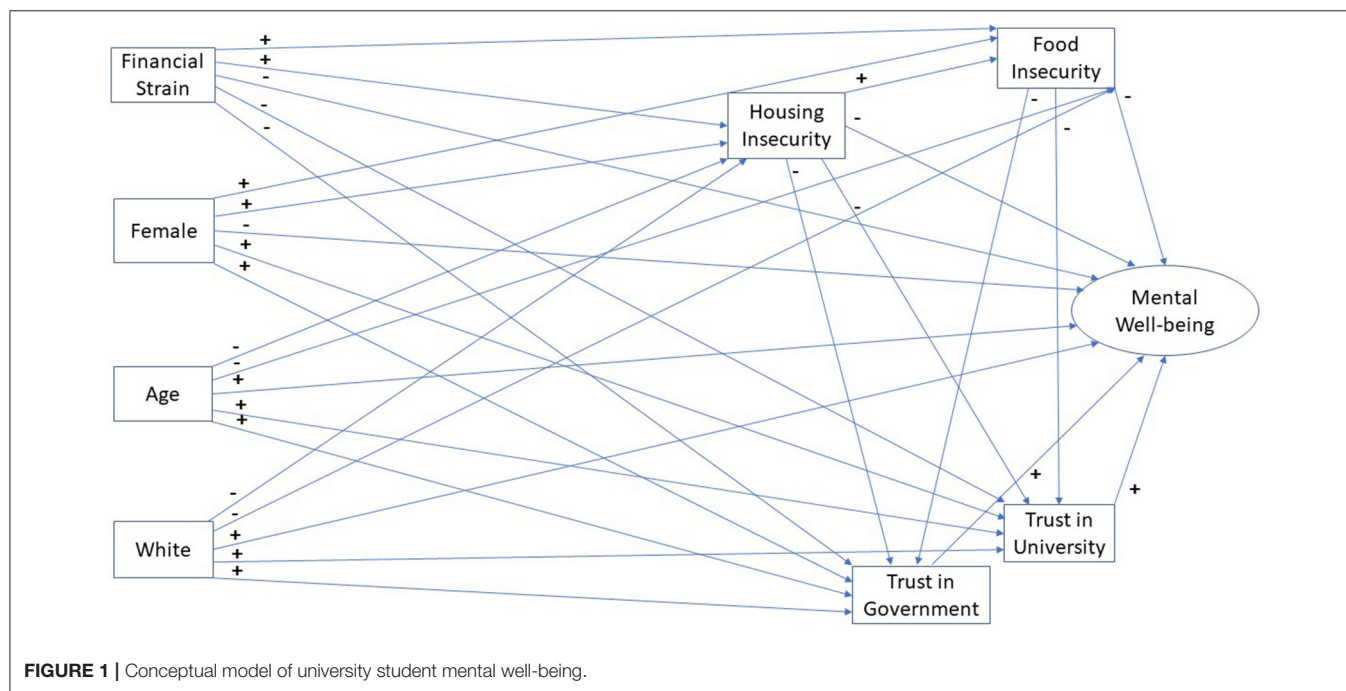 Financial
Strain
+
+
-
-
-
Food
Insecurity
-
-
-
Housing
Insecurity
+
-
-
-
Female
+
+
-
+
+
Mental
Well-being
Age
-
-
+
+
+
White
-
-
+
+
+
Trust in
University
+
Trust in
Government
+
FIGURE 1 | Conceptual model of university student mental well-being.